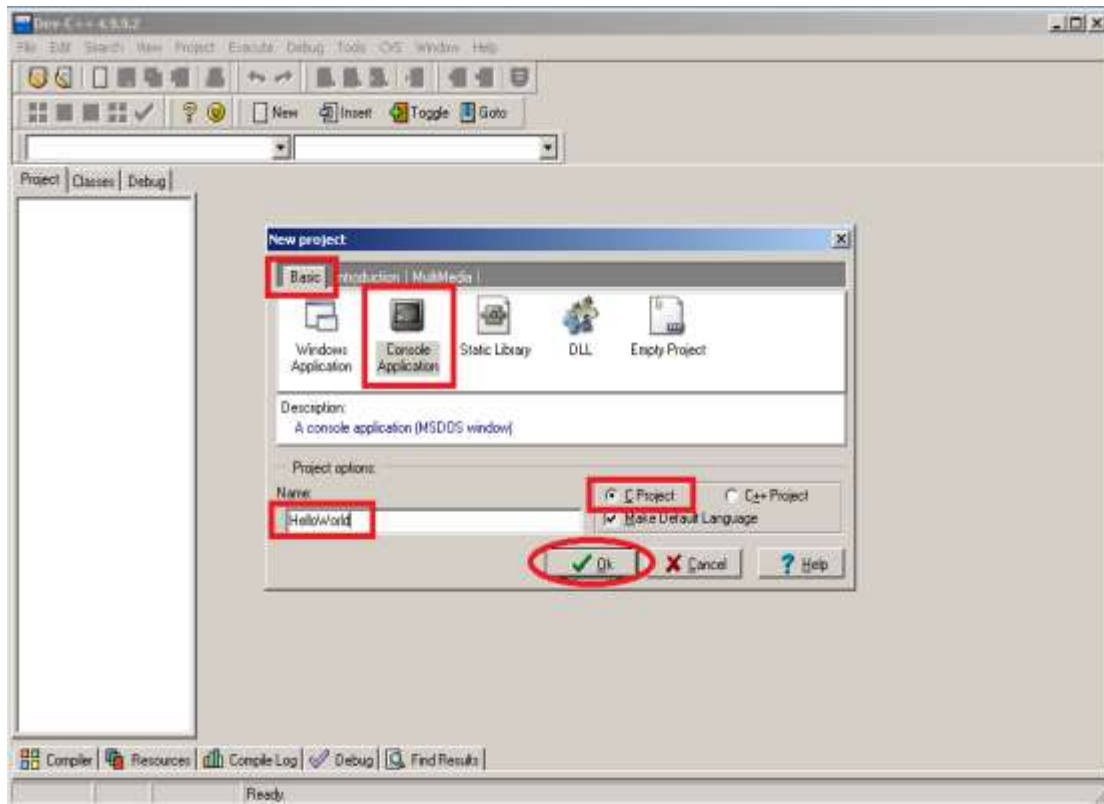 Dev-C++ 4.9.9.2
File Edit Search View Project Execute Debug Tools CVS Window Help
New Insert Toggle Goto
Project Classes Debug
New project
Basic Introduction MultiMedia
Windows Application
Console Application
Static Library
DLL
Empty Project
Description:
A console application (MSDOS window)
Project options:
Name:
HelloWorld
C Project C++ Project
Make Default Language
Ok Cancel Help
Compiler Resources Compile Log Debug Find Results
Ready.